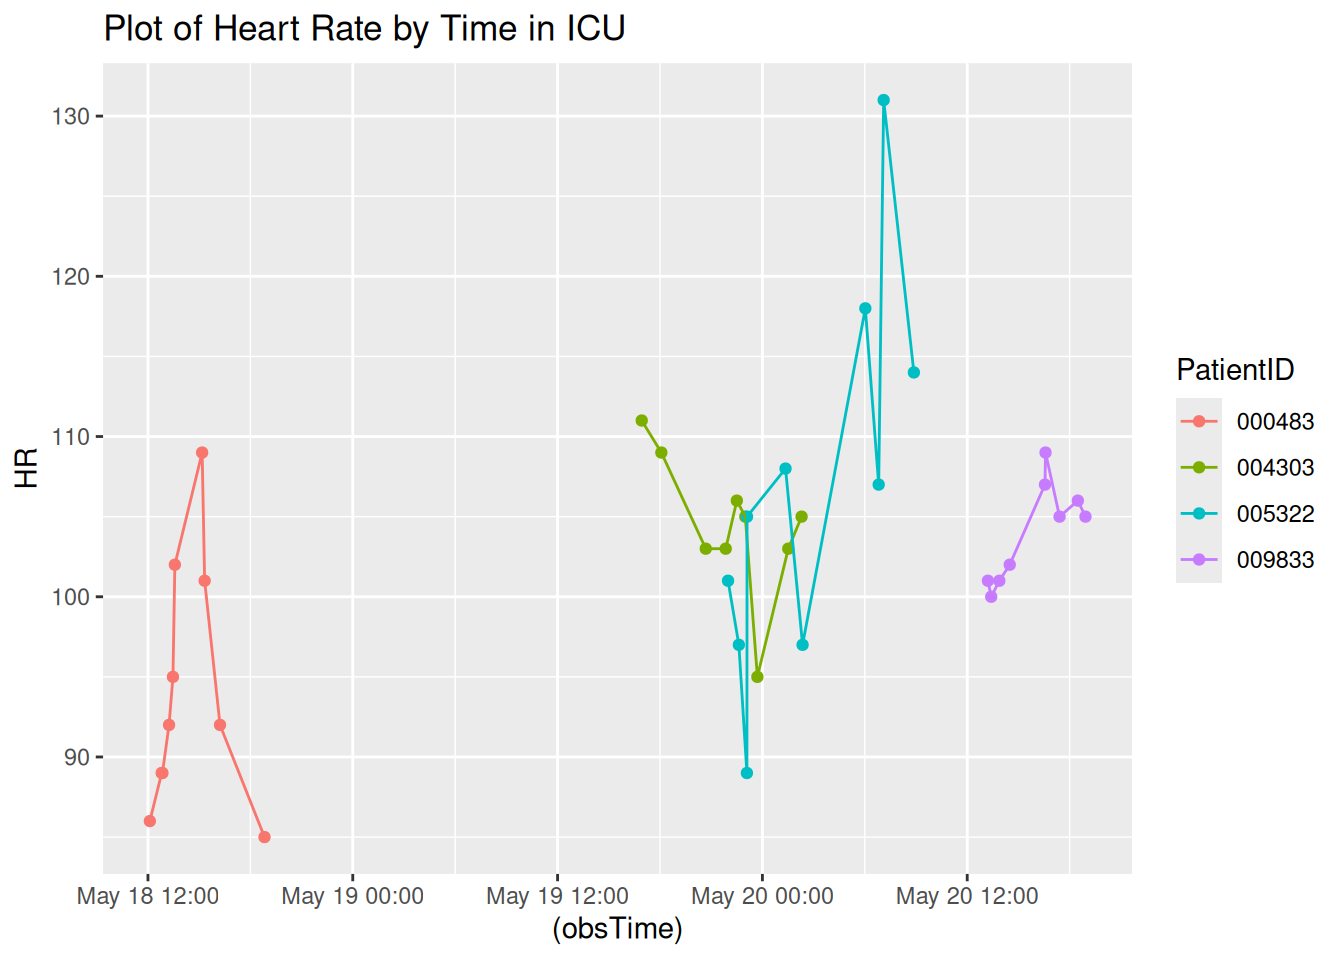 Plot of Heart Rate by Time in ICU
130
120
110
100
90
HR
May 18 12:00
May 19 00:00
May 19 12:00
May 20 00:00
May 20 12:00
(obsTime)
PatientID
000483
004303
005322
009833